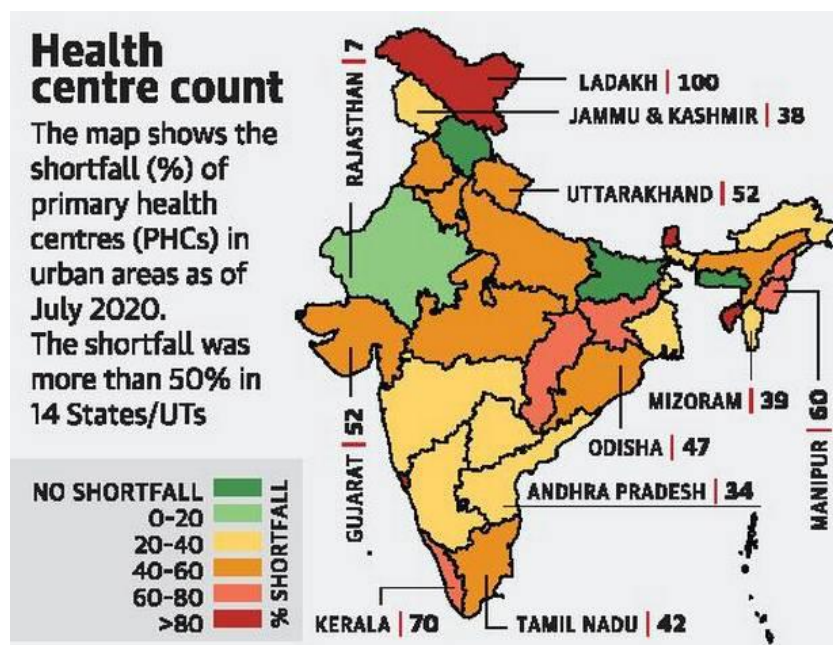 Health
centre count
The map shows the
shortfall (%) of
primary health
centres (PHCs) in
urban areas as of
July 2020.
The shortfall was
more than 50% in
14 States/UTs
RAJASTHAN | 7
LADAKH | 100
JAMMU & KASHMIR | 38
UTTARAKHAND | 52
MIZORAM | 39
MANIPUR | 60
ODISHA | 47
GUJARAT | 52
ANDHRA PRADESH | 34
KERALA | 70
TAMIL NADU | 42
NO SHORTFALL
0-20
20-40
40-60
60-80
>80
% SHORTFALL